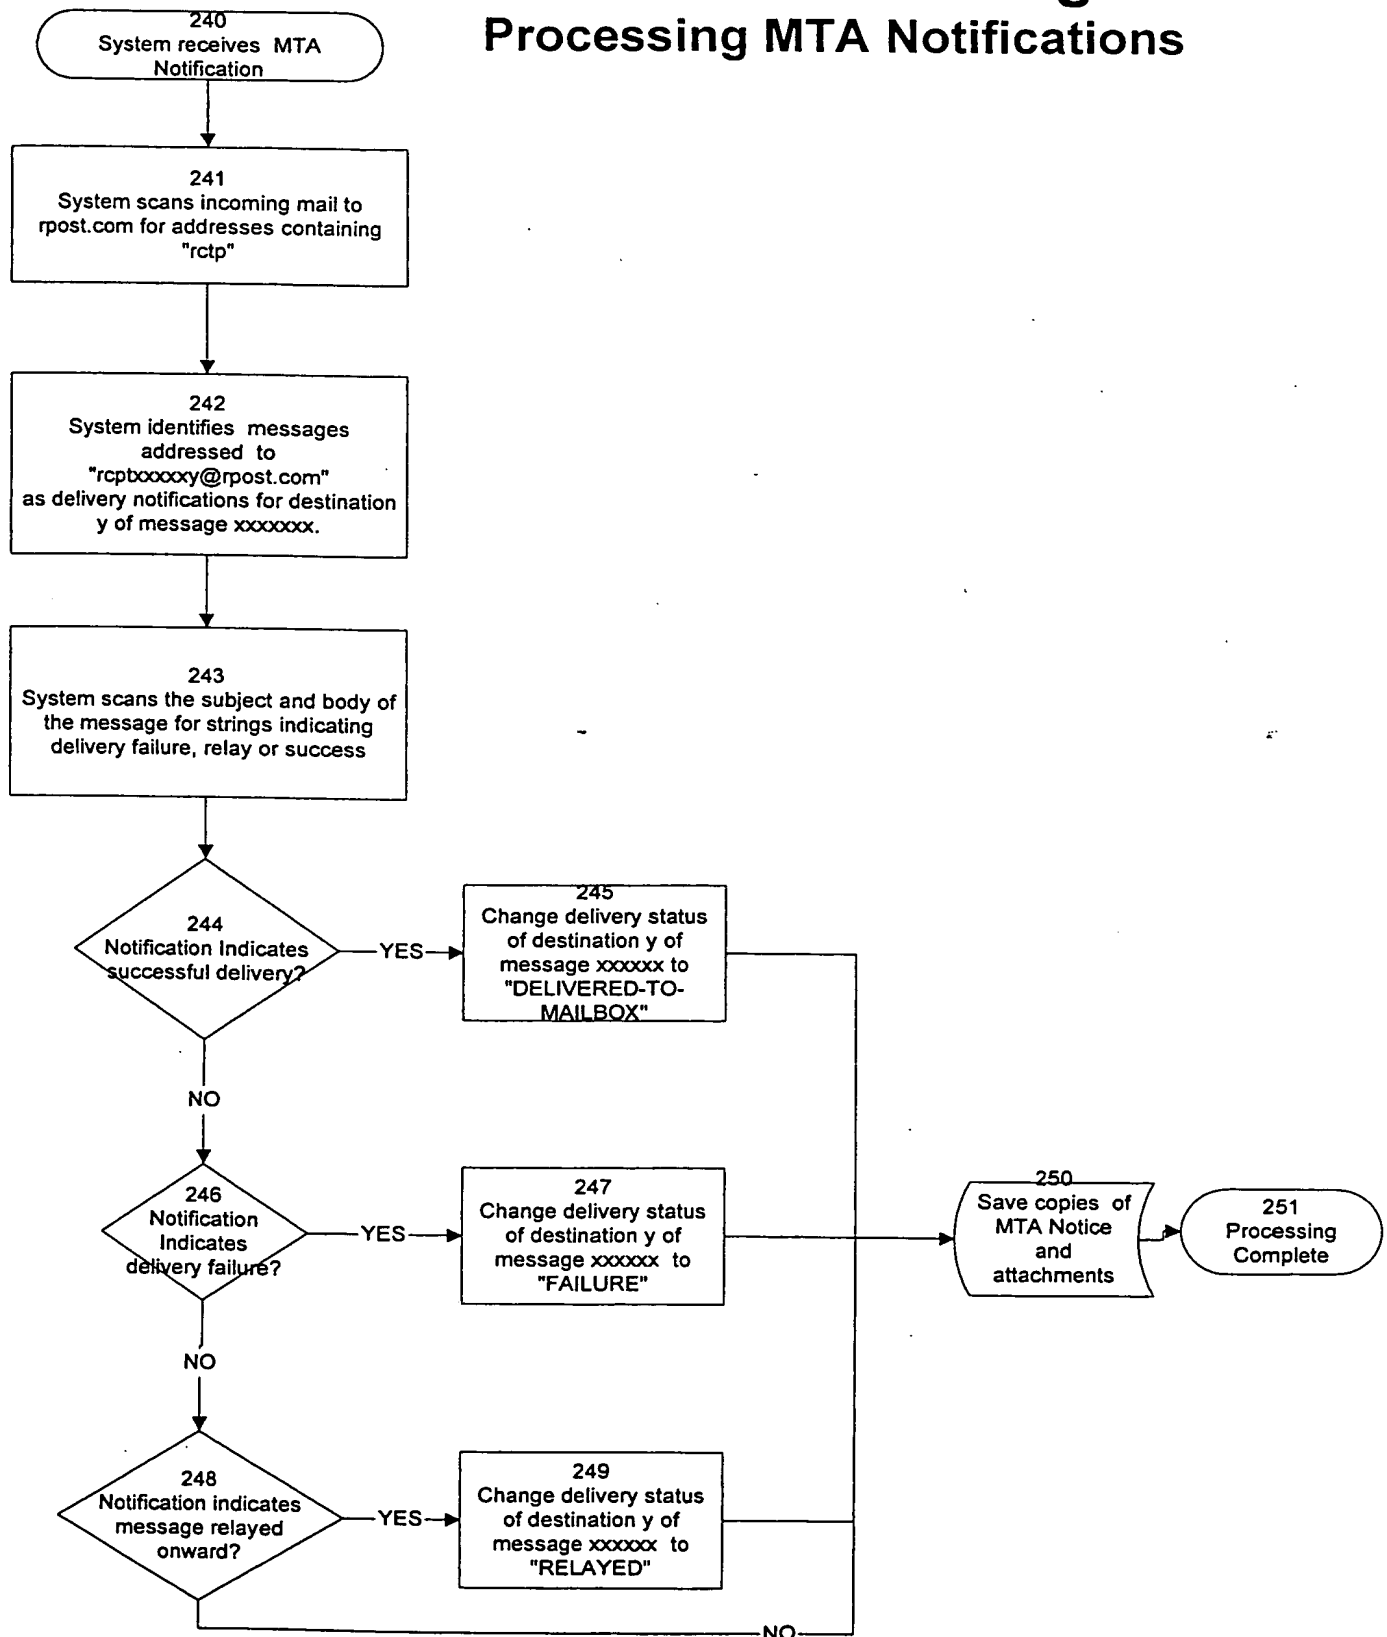 Processing MTA Notifications
240
System receives MTA
Notification
241
System scans incoming mail to
rpost.com for addresses containing
"rctp"
242
System identifies messages
addressed to
"rcptxxxxxy@rpost.com"
as delivery notifications for destination
y of message xxxxxxx.
243
System scans the subject and body of
the message for strings indicating
delivery failure, relay or success
244
Notification Indicates
successful delivery?
YES
245
Change delivery status
of destination y of
message xxxxxx to
"DELIVERED-TO-
MAILBOX"
NO
246
Notification
Indicates
delivery failure?
YES
247
Change delivery status
of destination y of
message xxxxxx to
"FAILURE"
250
Save copies of
MTA Notice
and
attachments
251
Processing
Complete
NO
248
Notification indicates
message relayed
onward?
YES
249
Change delivery status
of destination y of
message xxxxxx to
"RELAYED"
NO